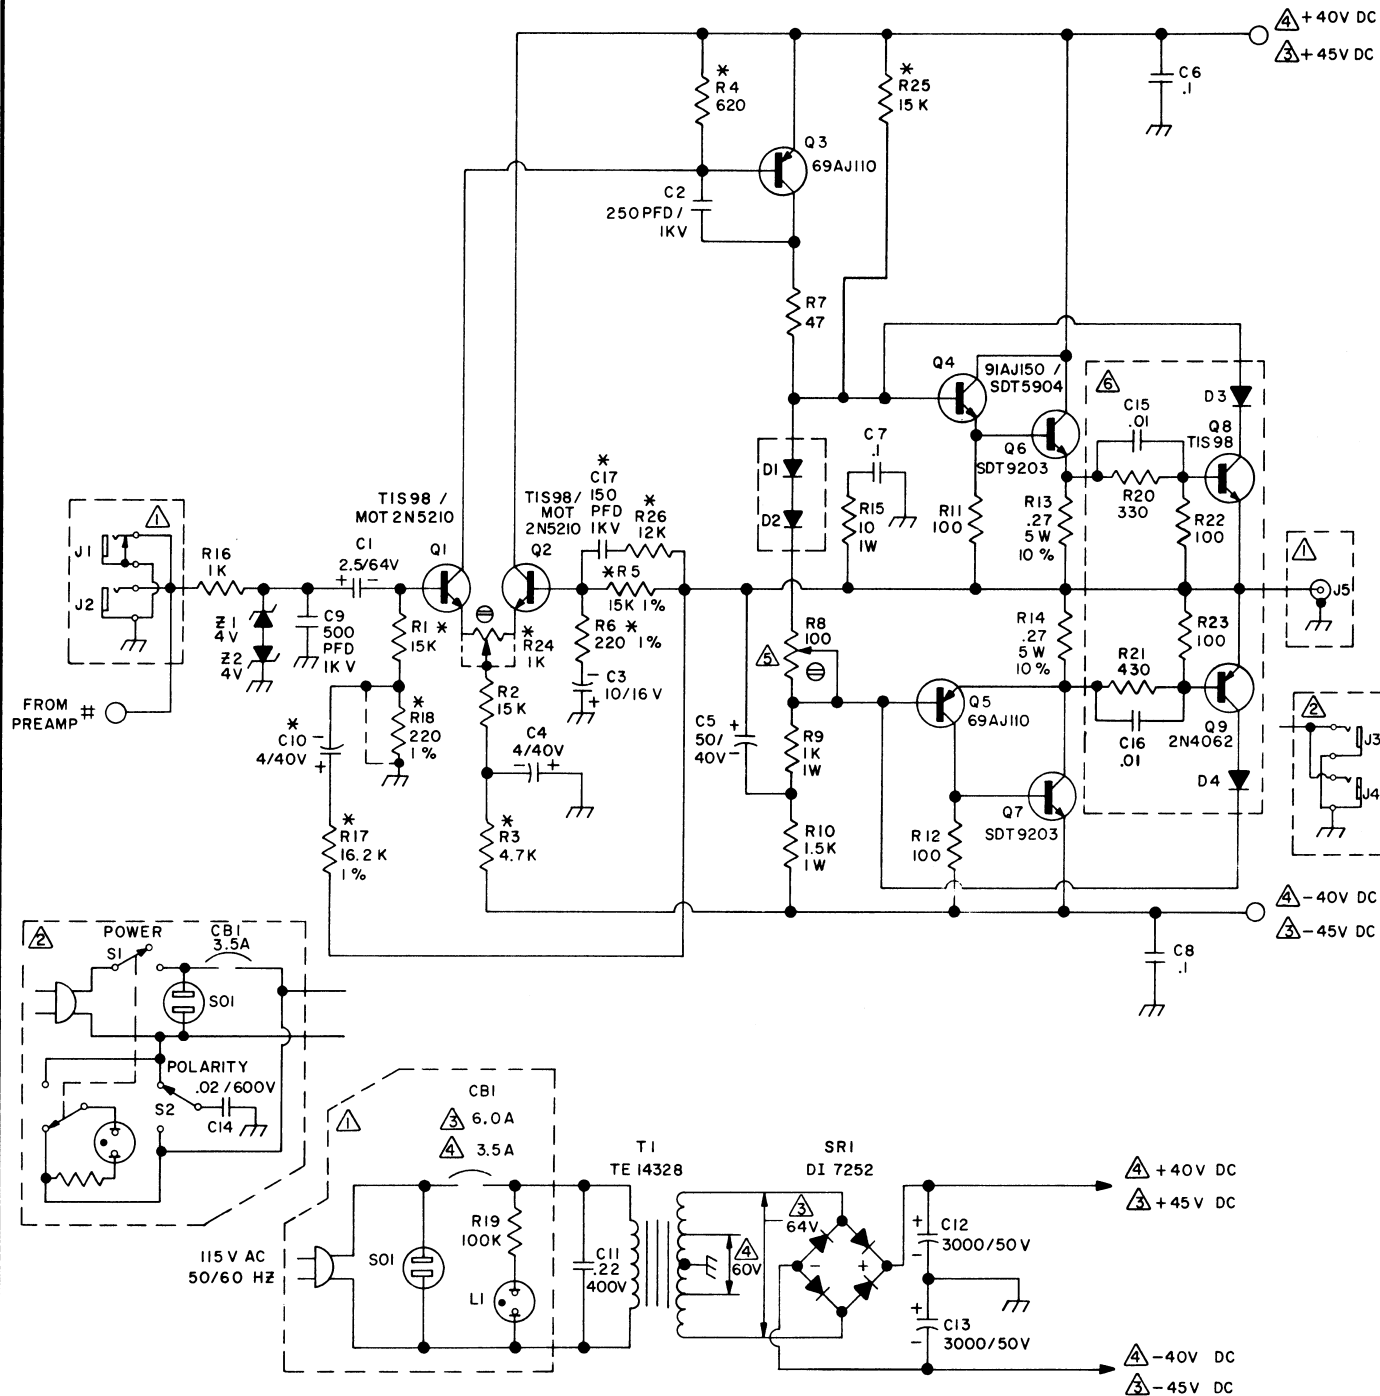 4 +40V DC
3 +45V DC
C6
.1
*
R4
620
*
R25
15K
Q3
69AJ110
C2
250PFD/
1KV
R7
47
Q4
91AJ150 /
SDT5904
6
D3
C15
.01
Q8
TIS98
Q6
SDT9203
C7
.1
D1
D2
R15
10
1W
R11
100
R13
.27
5W
10%
R20
330
R22
100
*
C17
150
PFD
1KV
*
R26
12K
TIS98 /
MOT 2N5210
TIS98/
MOT
2N5210
1
J1
J2
R16
1K
C1
2.5/64V
+ -
Q1
Q2
*R5
15K 1%
1
J5
Z1
4V
Z2
4V
C9
500
PFD
1KV
R1 *
15K
*
R24
1K
R6
220 * 1%
R8
100
5
R14
.27
5W
10%
R21
430
R23
100
FROM
PREAMP #
*
C10 -
4/40V
+
*
R18
220
1%
R2
15K
- C3
10/16V
+
C4
4/40V
- +
C5 +
50/
40V -
R9
1K
1W
Q5
69AJ110
C16
.01
Q9
2N4062
2
J3
J4
D4
Q7
SDT9203
*
R17
16.2K
1%
*
R3
4.7K
R10
1.5K
1W
R12
100
4 -40V DC
3 -45V DC
C8
.1
2
POWER
S1
CB1
3.5A
SO1
POLARITY
.02/600V
S2
C14
1
CB1
3 6.0A
4 3.5A
T1
TE 14328
SR1
DI 7252
115V AC
50/60 HZ
SO1
R19
100K
L1
C11
.22
400V
3
64V
4
60V
- +
4 +40V DC
3 +45V DC
+
C12
3000/50V
-
+
C13
3000/50V
-
4 -40V DC
3 -45V DC